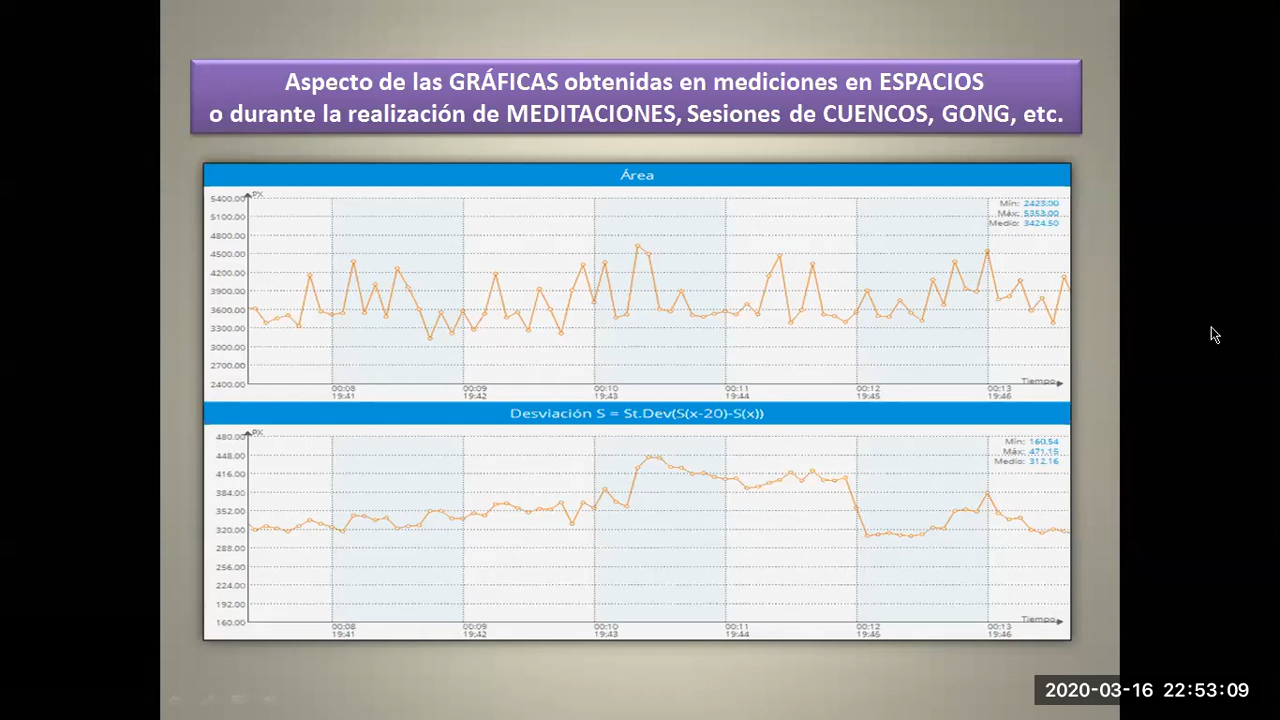 Aspecto de las GRÁFICAS obtenidas en mediciones en ESPACIOS
o durante la realización de MEDITACIONES, Sesiones de CUENCOS, GONG, etc.
Área
PX
5400.00
5100.00
4800.00
4500.00
4200.00
3900.00
3600.00
3300.00
3000.00
2700.00
2400.00
Mín: 2423.00
Máx: 5353.00
Medio: 3424.50
Tiempo
00:08 00:09 00:10 00:11 00:12 00:13
19:41 19:42 19:43 19:44 19:45 19:46
Desviación S = St.Dev(S(x-20)-S(x))
PX
480.00
448.00
416.00
384.00
352.00
320.00
288.00
256.00
224.00
192.00
160.00
Mín: 160.54
Máx: 471.15
Medio: 312.16
Tiempo
00:08 00:09 00:10 00:11 00:12 00:13
19:41 19:42 19:43 19:44 19:45 19:46
2020-03-16 22:53:09